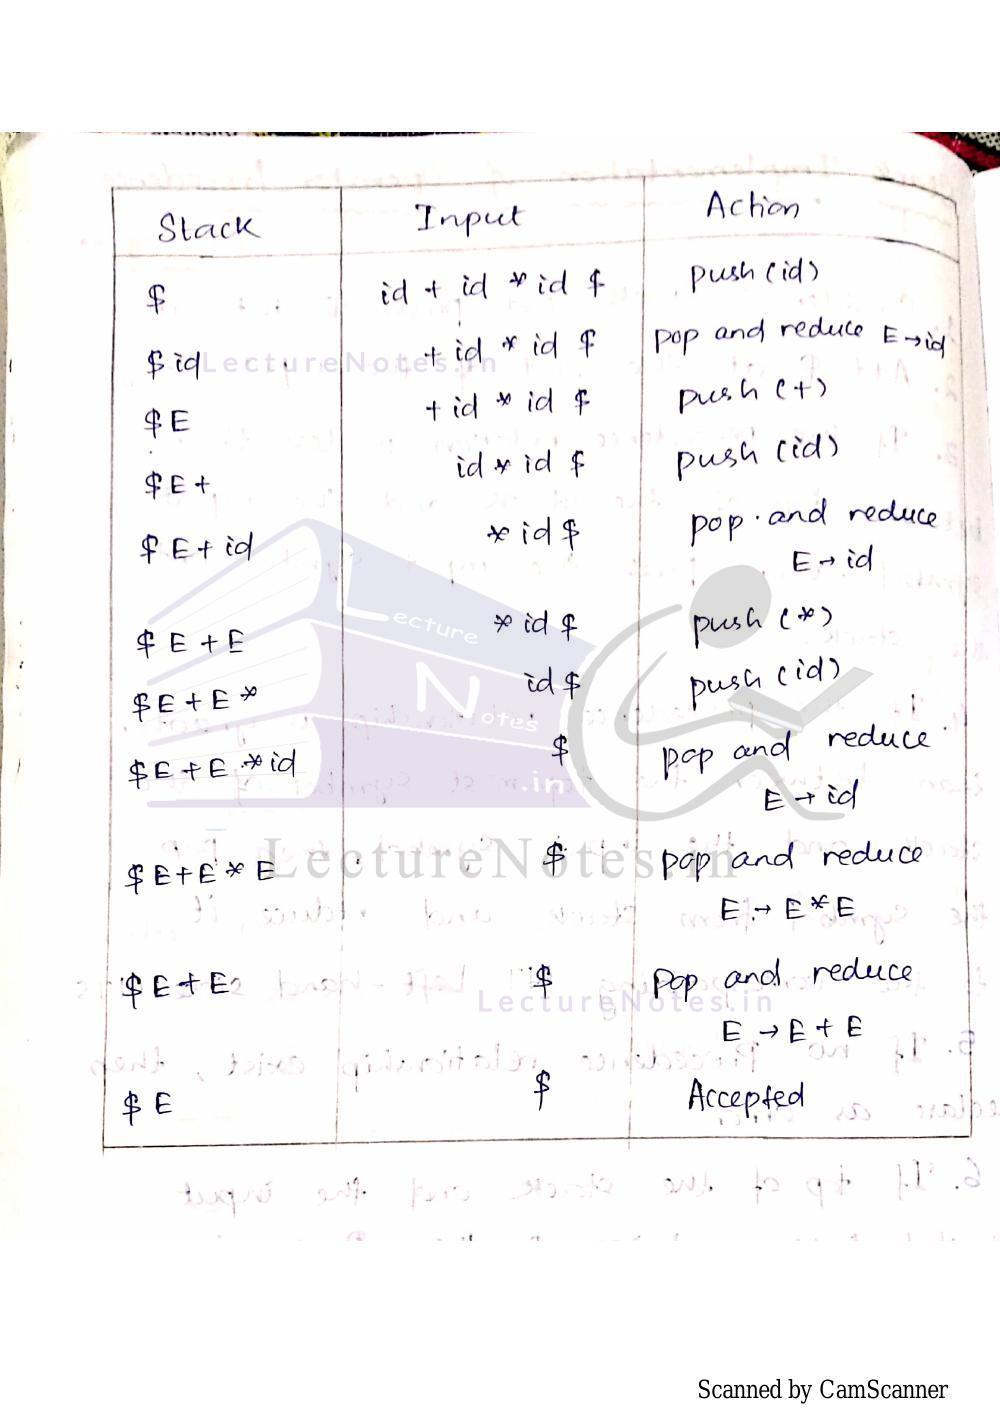 Stack Input Action
$ id + id * id $ push (id)
$ id + id * id $ pop and reduce E → id
$ E + id * id $ push (+)
$ E + id * id $ push (id)
$ E + id * id $ pop and reduce
E → id
$ E + E * id $ push (*)
$ E + E * id $ push (id)
$ E + E * id $ pop and reduce
E → id
$ E + E * E $ pop and reduce
E → E * E
$ E + E $ Pop and reduce
E → E + E
$ E $ Accepted
LectureNotes.in
Lecture
Notes
.in
LectureNotes.in
LectureNotes.in
Scanned by CamScanner